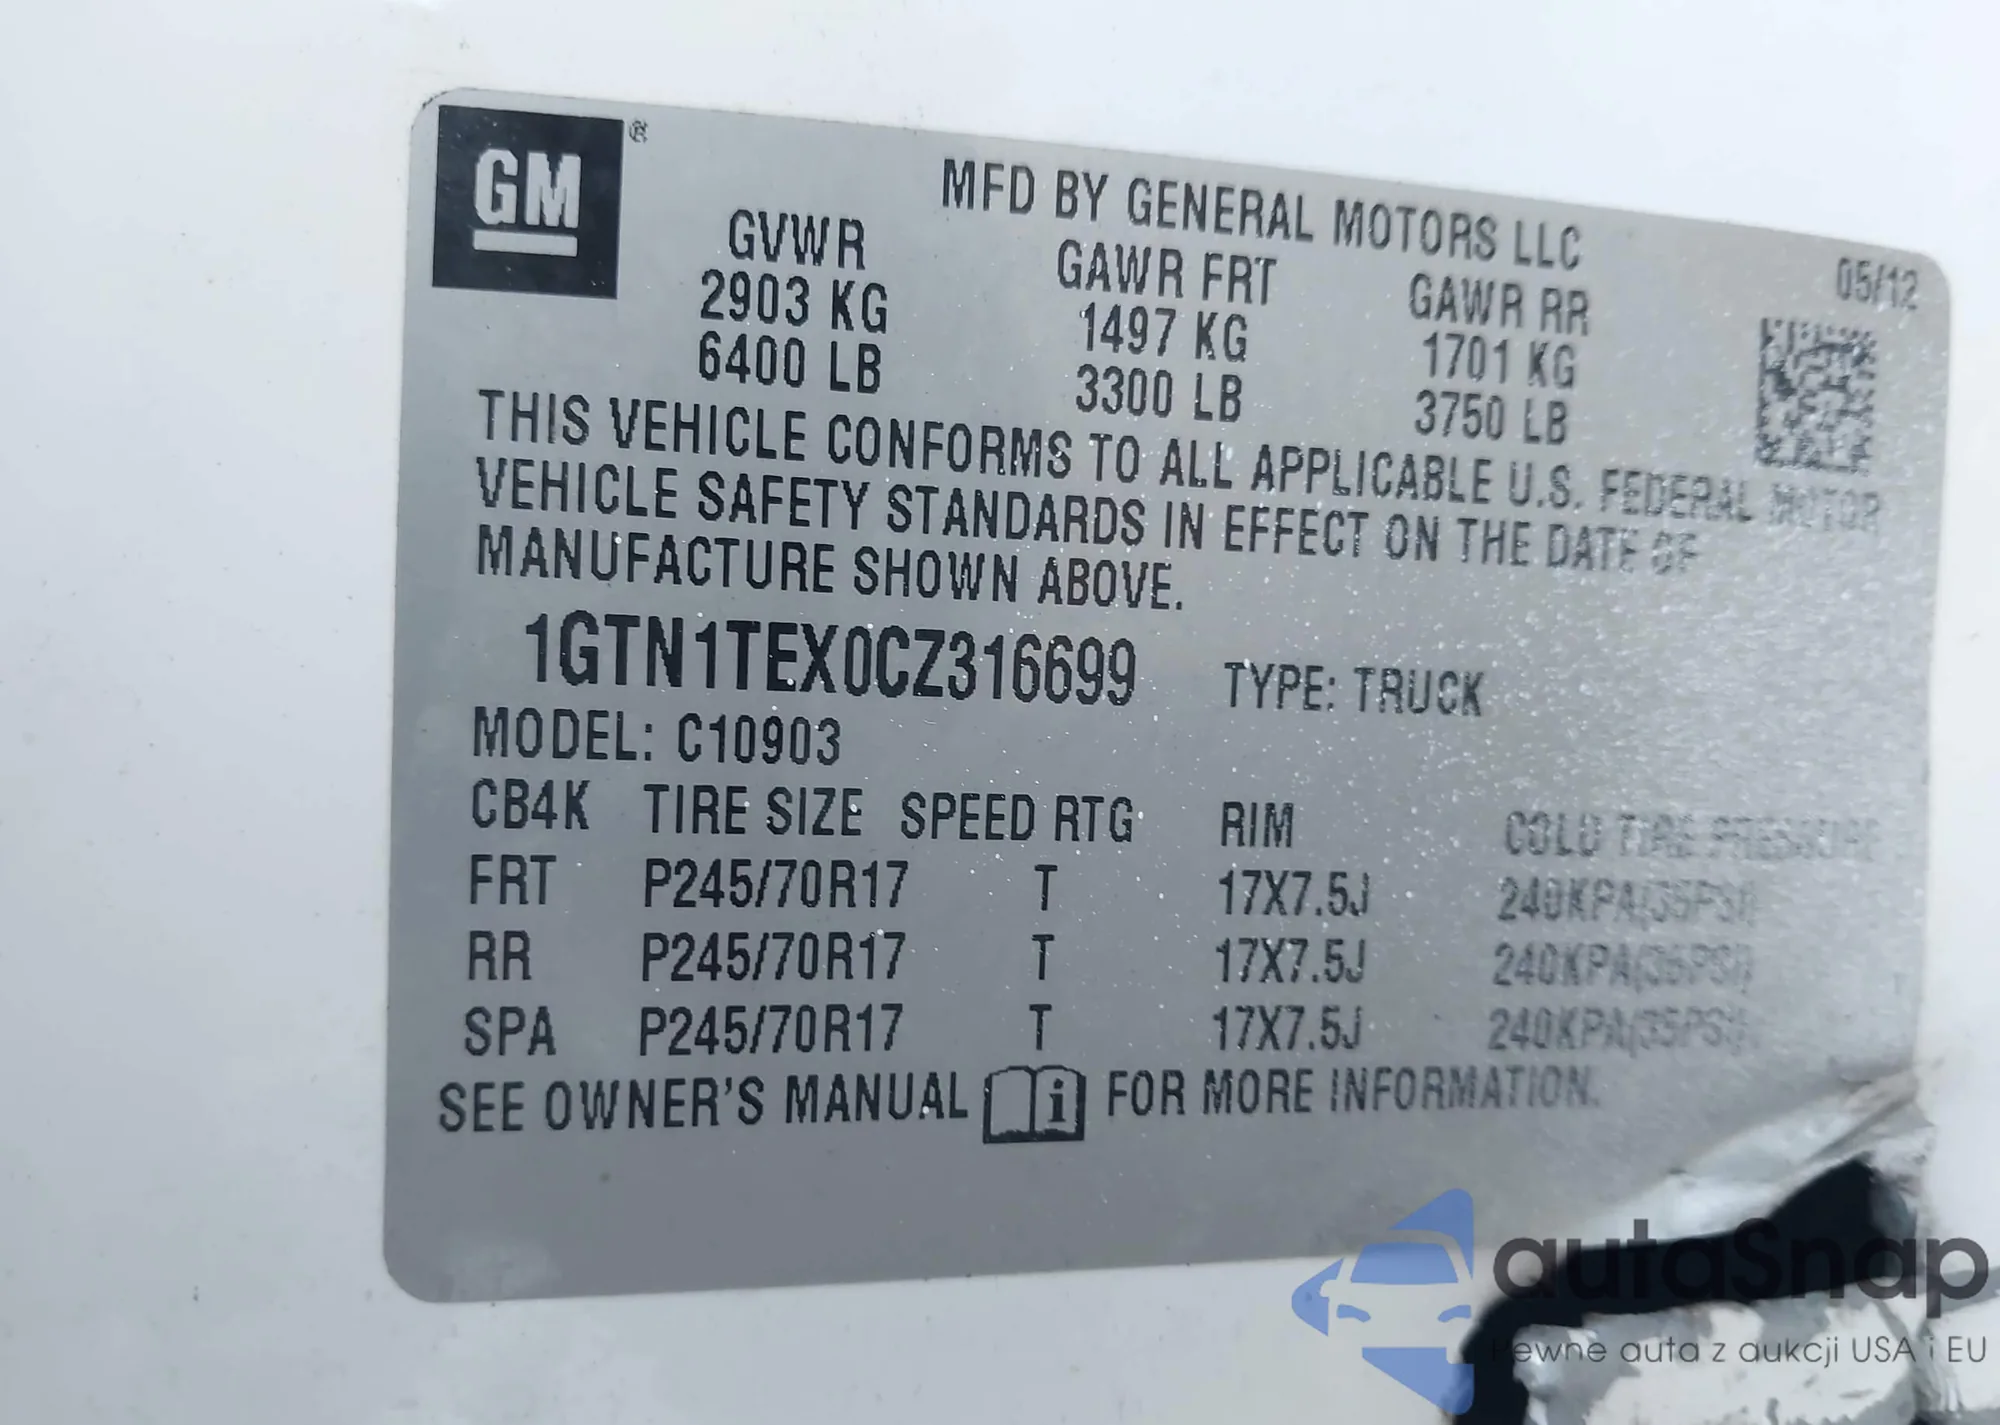 GM ®
MFD BY GENERAL MOTORS LLC
05/12
GVWR GAWR FRT GAWR RR
2903 KG 1497 KG 1701 KG
6400 LB 3300 LB 3750 LB
THIS VEHICLE CONFORMS TO ALL APPLICABLE U.S. FEDERAL MOTOR
VEHICLE SAFETY STANDARDS IN EFFECT ON THE DATE OF
MANUFACTURE SHOWN ABOVE.
1GTN1TEX0CZ316699 TYPE: TRUCK
MODEL: C10903
CB4K TIRE SIZE SPEED RTG RIM COLD TIRE PRESSURE
FRT P245/70R17 T 17X7.5J 240KPA(35PSI)
RR P245/70R17 T 17X7.5J 240KPA(35PSI)
SPA P245/70R17 T 17X7.5J 240KPA(35PSI)
SEE OWNER'S MANUAL i FOR MORE INFORMATION.
autaSnap
Pewne auta z aukcji USA i EU